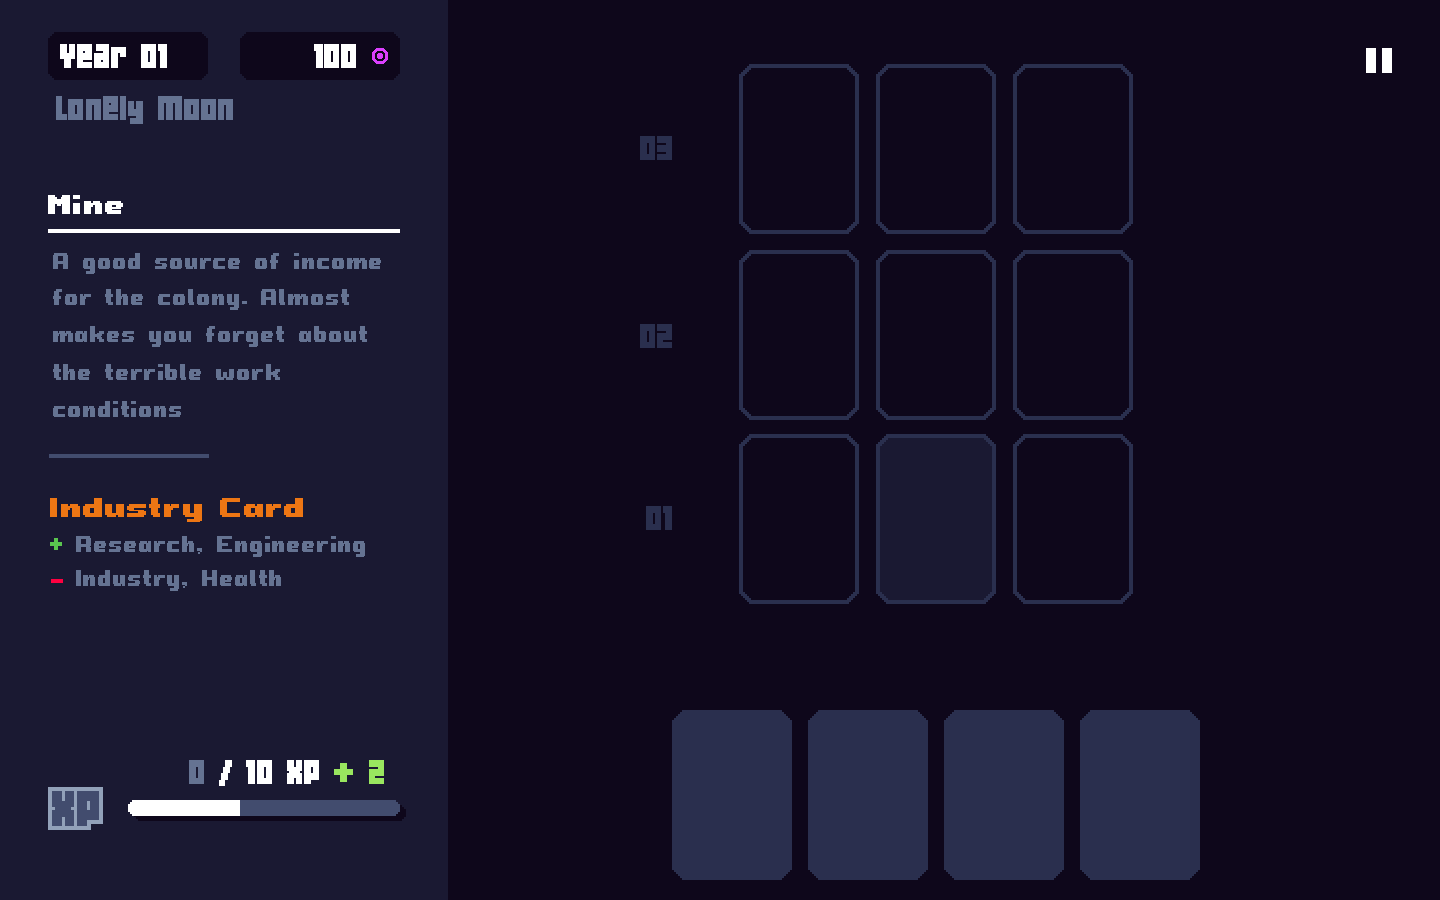 Year 01
100
Lonely Moon
Mine
A good source of income
for the colony. Almost
makes you forget about
the terrible work
conditions
Industry Card
+ Research, Engineering
- Industry, Health
0 / 10 XP + 2
XP
03
02
01